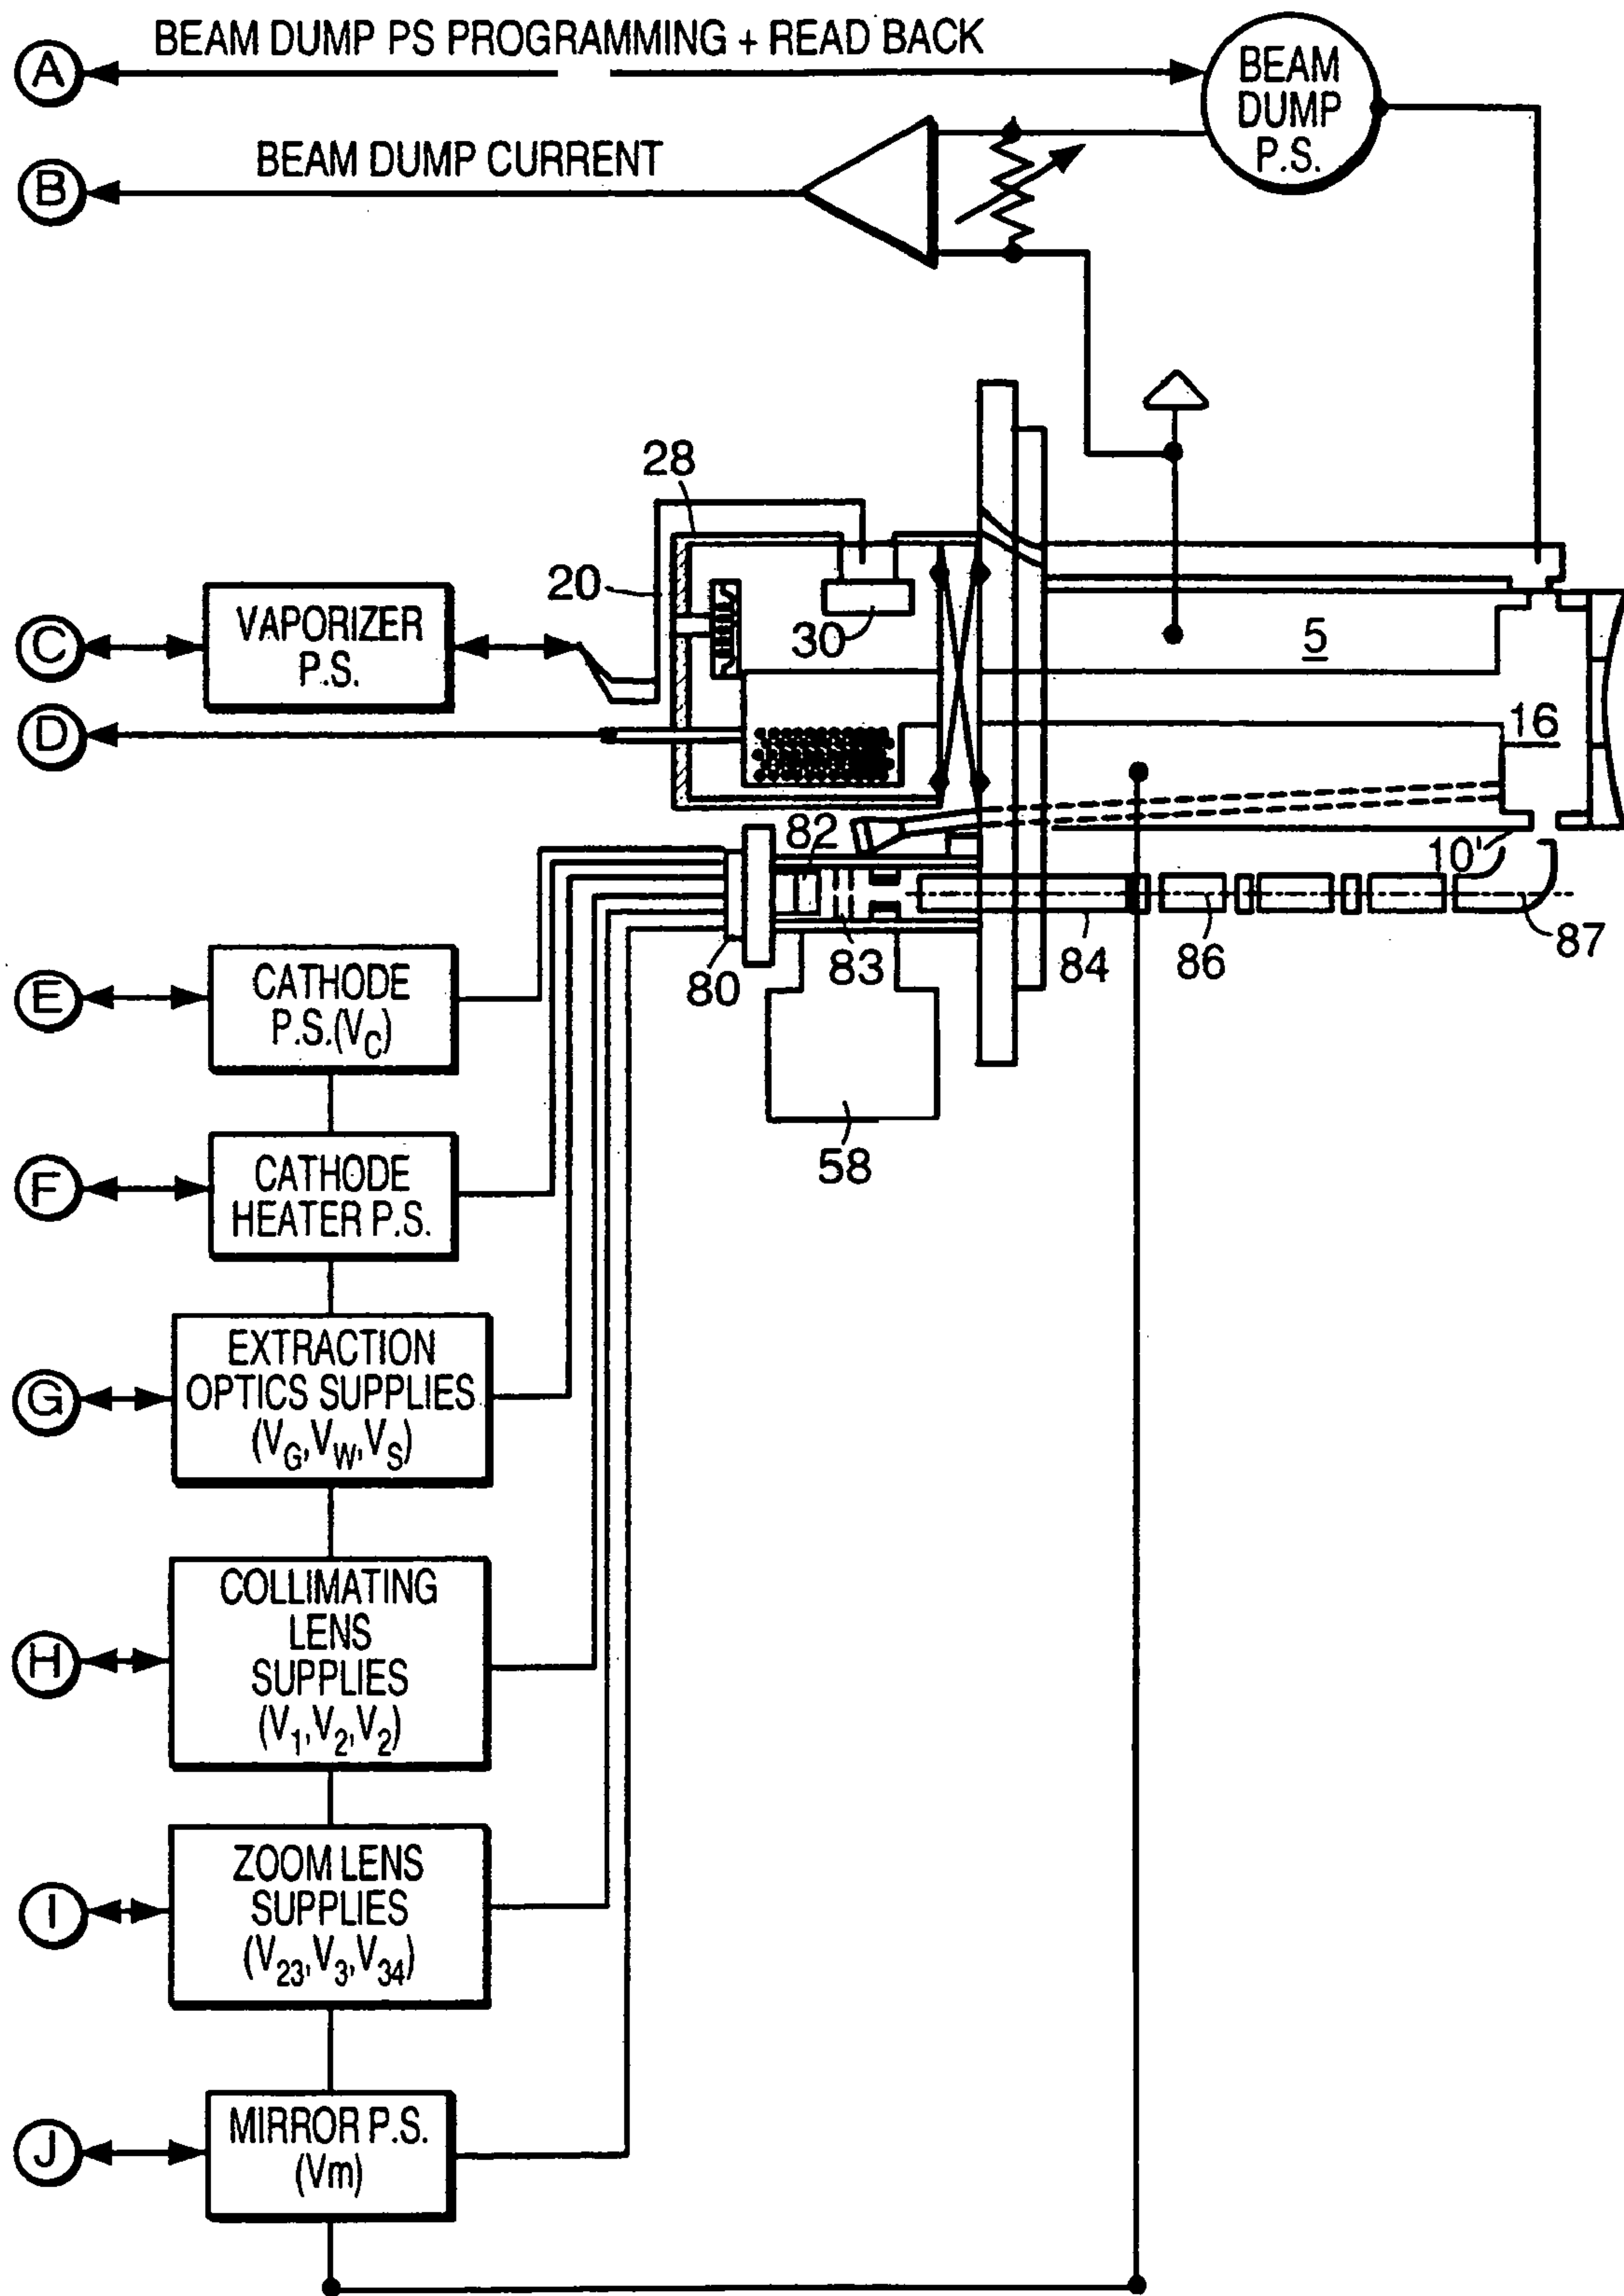 A
BEAM DUMP PS PROGRAMMING + READ BACK
BEAM
DUMP
P.S.
B
BEAM DUMP CURRENT
28
20
30
5
C
VAPORIZER
P.S.
D
16
82
10'
80
83
84
86
87
58
E
CATHODE
P.S.(VC)
F
CATHODE
HEATER P.S.
G
EXTRACTION
OPTICS SUPPLIES
(VG, VW, VS)
H
COLLIMATING
LENS
SUPPLIES
(V1, V2, V2)
I
ZOOM LENS
SUPPLIES
(V23, V3, V34)
J
MIRROR P.S.
(Vm)